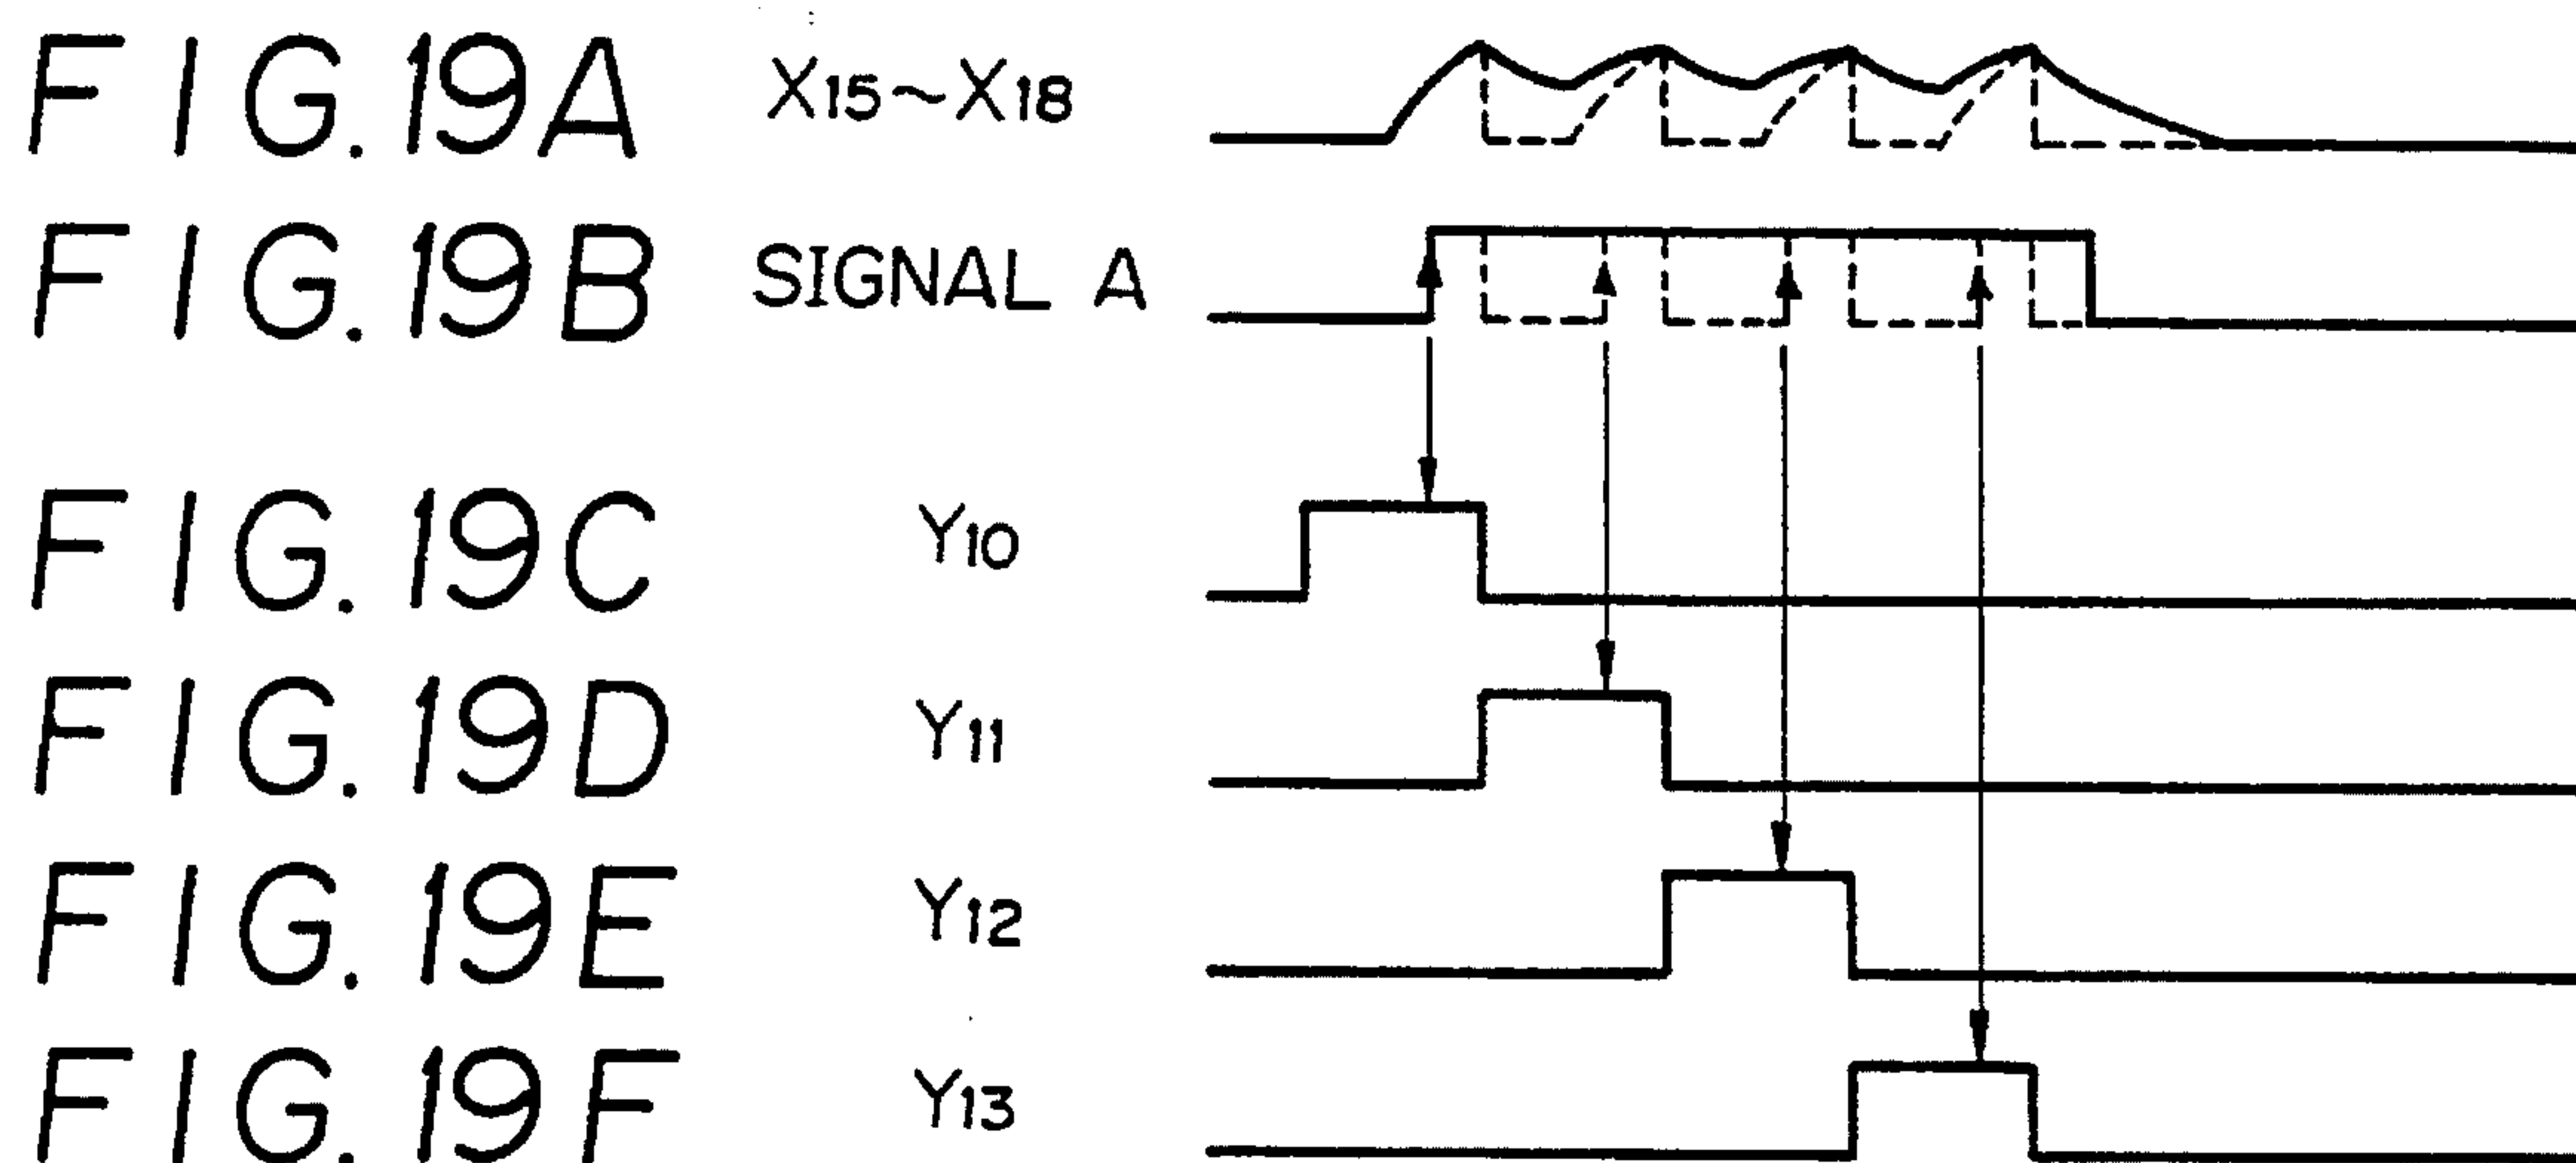 FIG. 19A X15~X18
FIG. 19B SIGNAL A
FIG. 19C Y10
FIG. 19D Y11
FIG. 19E Y12
FIG. 19F Y13